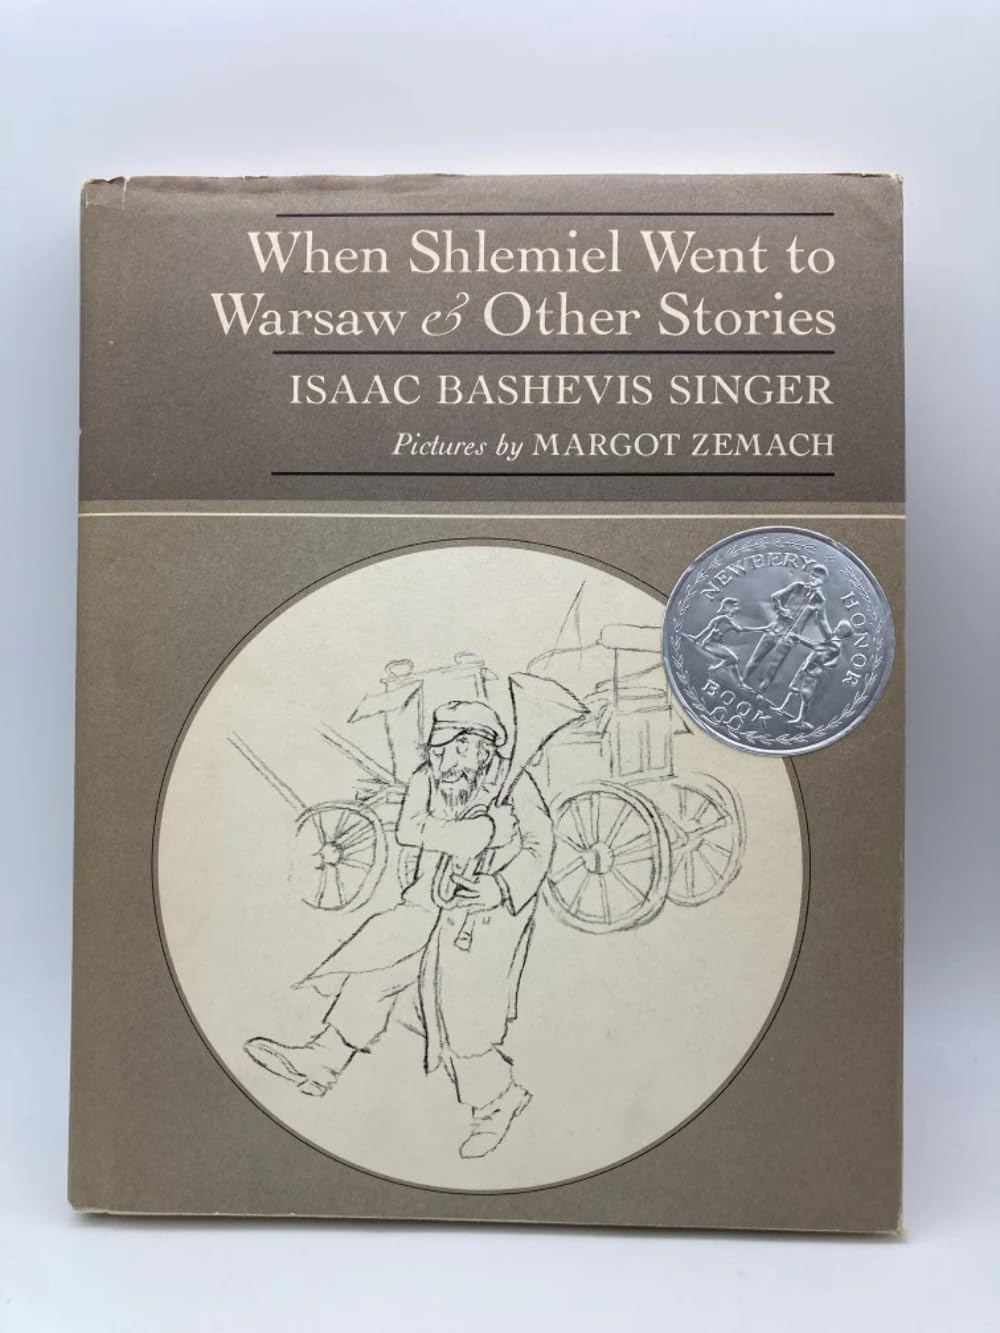 When Shlemiel Went to
Warsaw & Other Stories
ISAAC BASHEVIS SINGER
Pictures by MARGOT ZEMACH
NEWBERY HONOR
BOOK